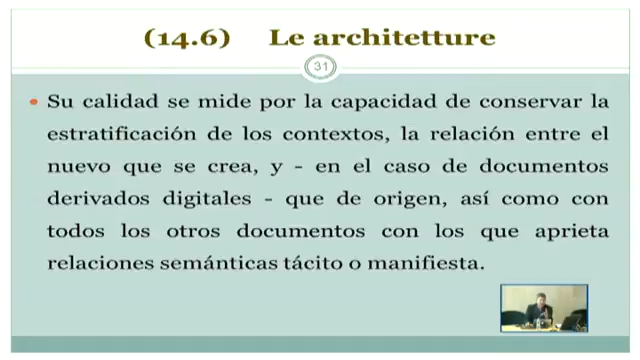 (14.6) Le architetture
31
• Su calidad se mide por la capacidad de conservar la
estratificación de los contextos, la relación entre el
nuevo que se crea, y - en el caso de documentos
derivados digitales - que de origen, así como con
todos los otros documentos con los que aprieta
relaciones semánticas tácito o manifiesta.